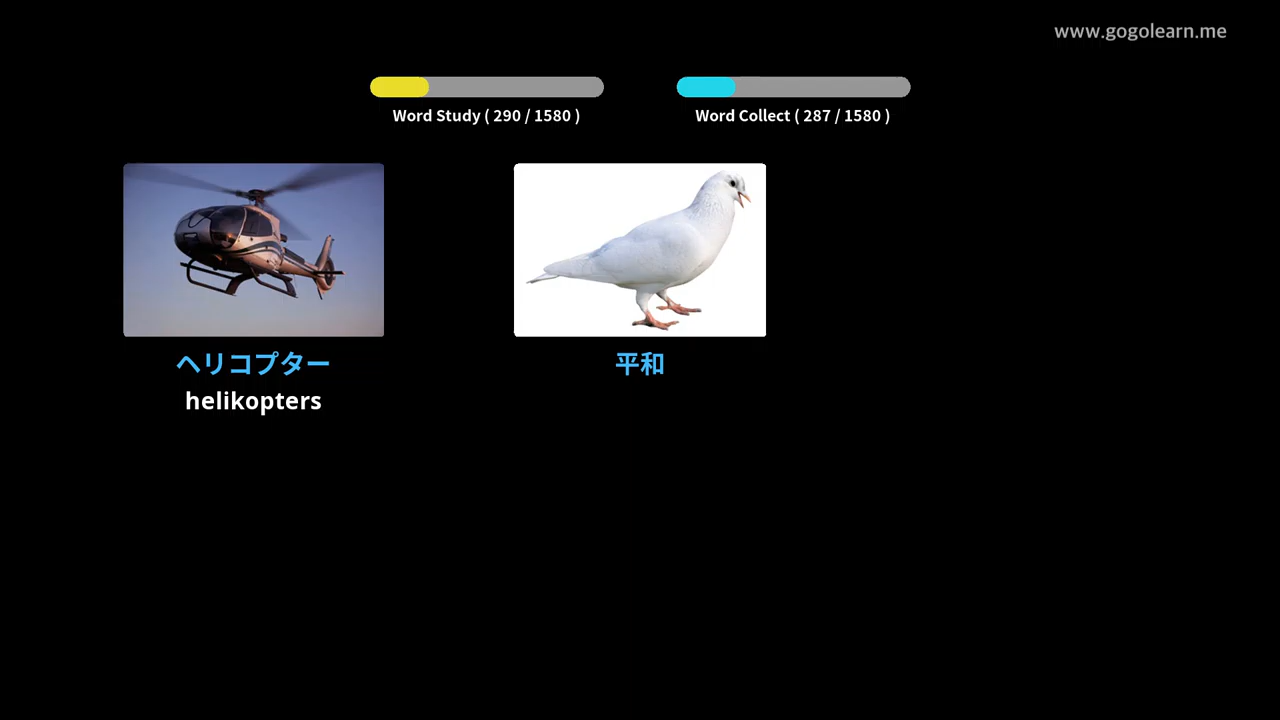 www.gogolearn.me
Word Study ( 290 / 1580 )
Word Collect ( 287 / 1580 )
ヘリコプター
helikopters
平和